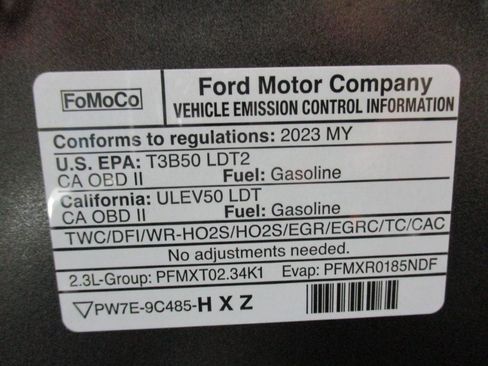 FoMoCo
Ford Motor Company
VEHICLE EMISSION CONTROL INFORMATION
Conforms to regulations: 2023 MY
U.S. EPA: T3B50 LDT2
CA OBD II Fuel: Gasoline
California: ULEV50 LDT
CA OBD II Fuel: Gasoline
TWC/DFI/WR-HO2S/HO2S/EGR/EGRC/TC/CAC
No adjustments needed.
2.3L-Group: PFMXT02.34K1 Evap: PFMXR0185NDF
▽PW7E-9C485-H X Z